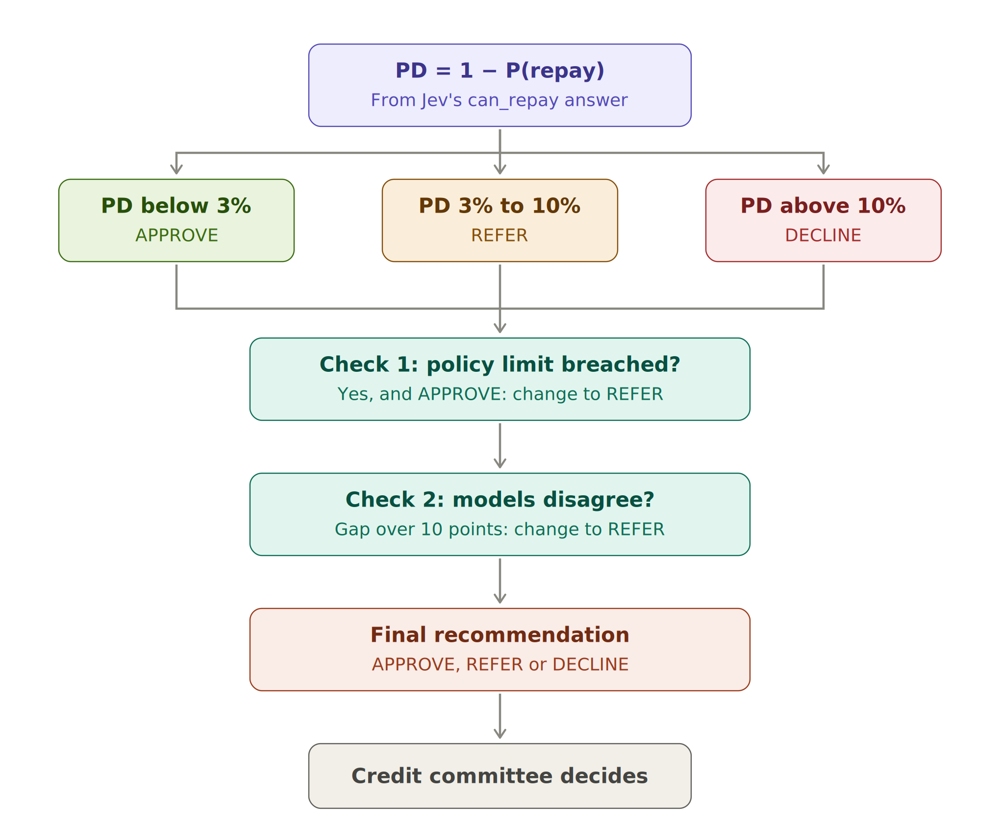 PD = 1 − P(repay)
From Jev's can_repay answer
PD below 3%
APPROVE
PD 3% to 10%
REFER
PD above 10%
DECLINE
Check 1: policy limit breached?
Yes, and APPROVE: change to REFER
Check 2: models disagree?
Gap over 10 points: change to REFER
Final recommendation
APPROVE, REFER or DECLINE
Credit committee decides